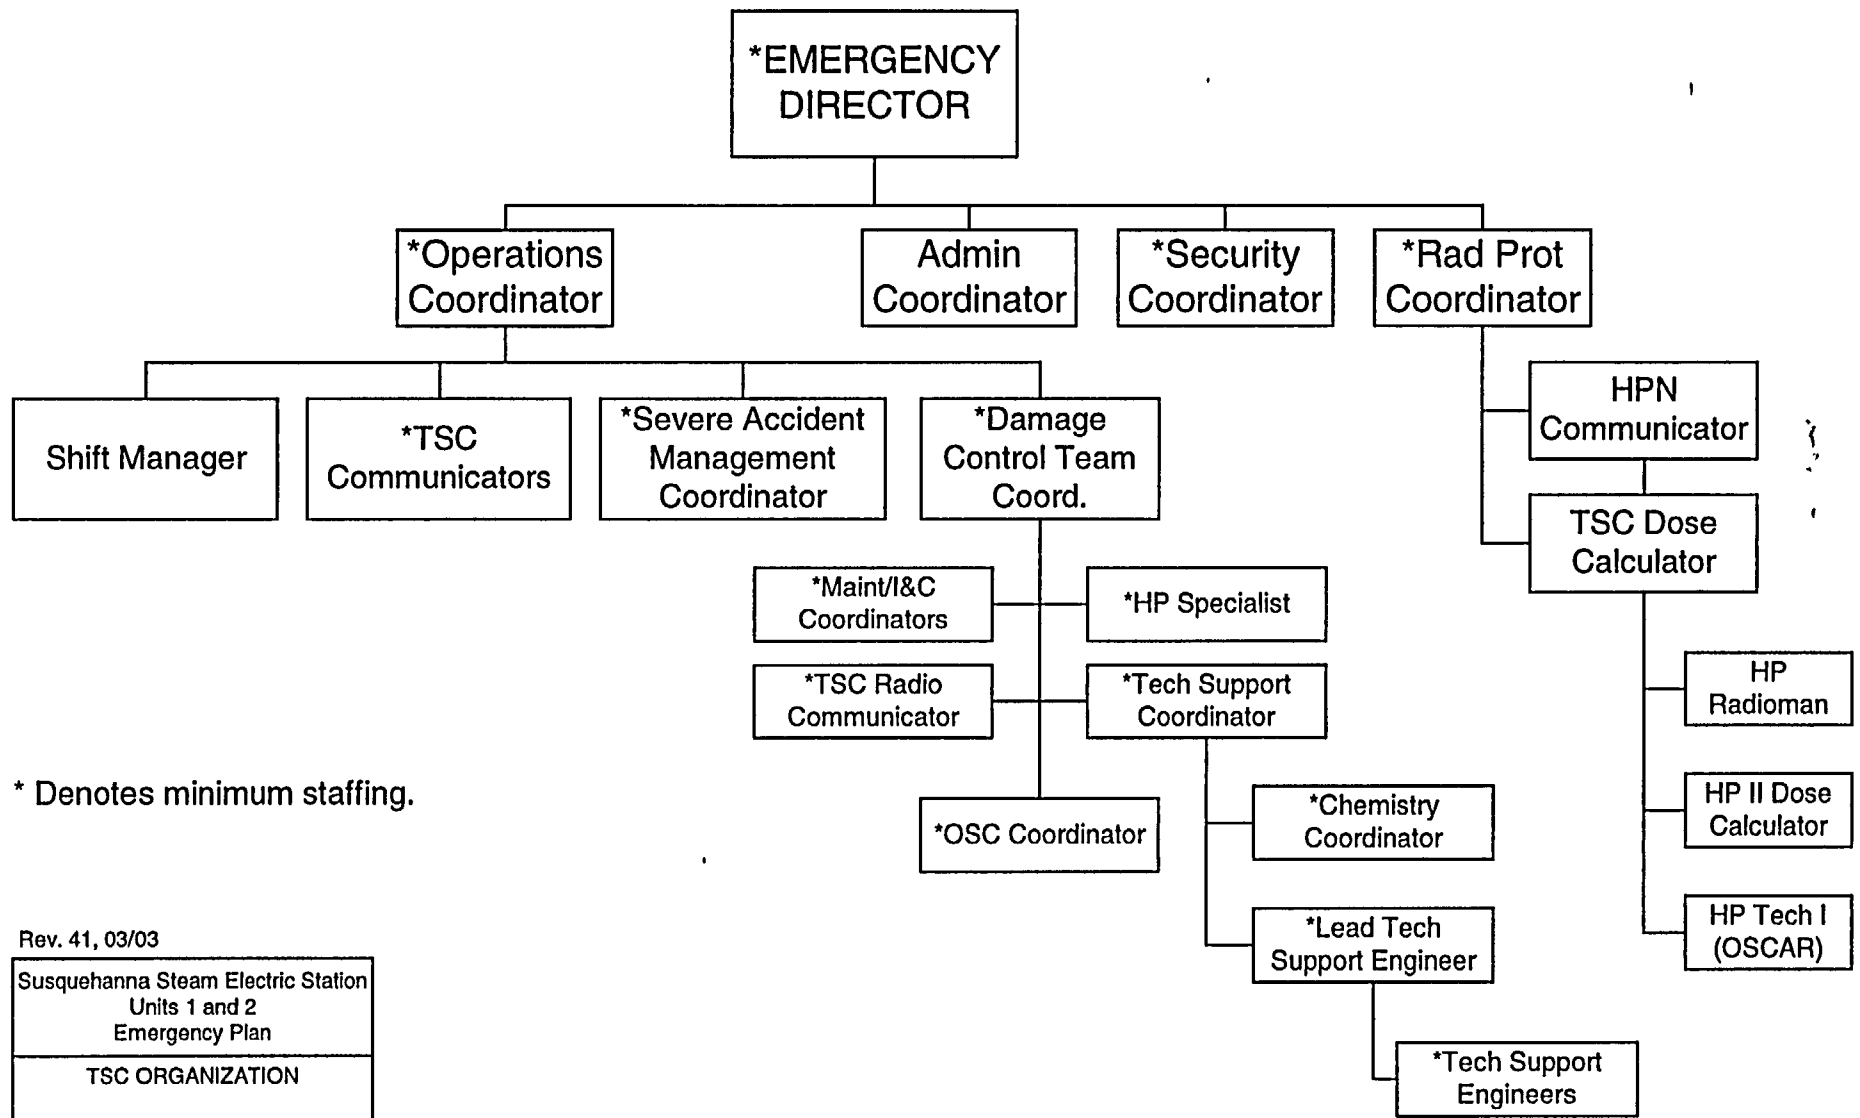 *EMERGENCY
DIRECTOR
*Operations
Coordinator
Admin
Coordinator
*Security
Coordinator
*Rad Prot
Coordinator
Shift Manager
*TSC
Communicators
*Severe Accident
Management
Coordinator
*Damage
Control Team
Coord.
HPN
Communicator
TSC Dose
Calculator
*Maint/I&C
Coordinators
*HP Specialist
*TSC Radio
Communicator
*Tech Support
Coordinator
HP
Radioman
* Denotes minimum staffing.
*OSC Coordinator
*Chemistry
Coordinator
HP II Dose
Calculator
*Lead Tech
Support Engineer
HP Tech I
(OSCAR)
*Tech Support
Engineers
Rev. 41, 03/03
Susquehanna Steam Electric Station
Units 1 and 2
Emergency Plan
TSC ORGANIZATION